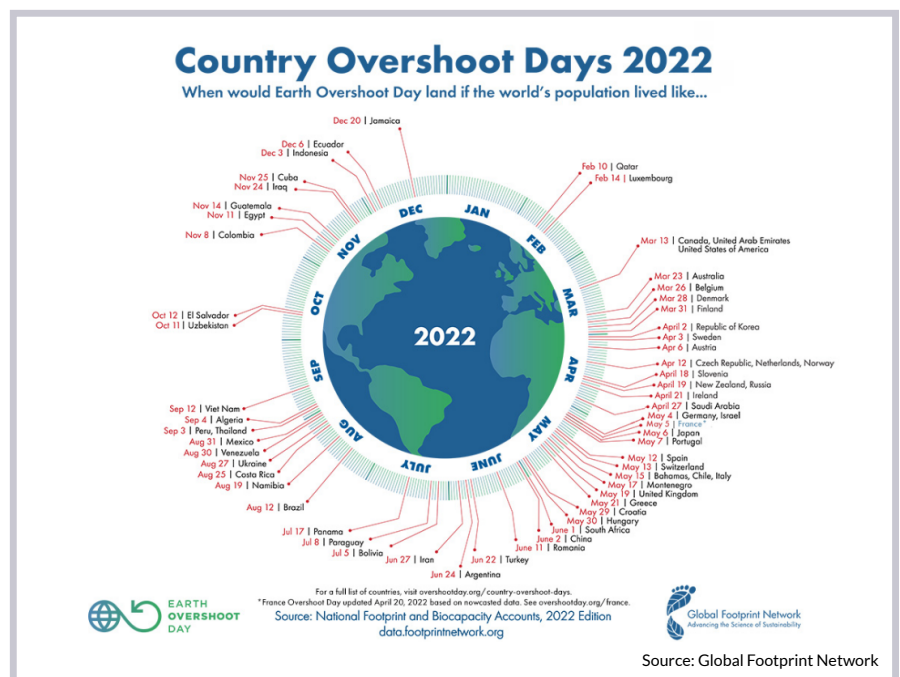 Country Overshoot Days 2022
When would Earth Overshoot Day land if the world's population lived like...
Dec 20 | Jamaica
Dec 6 | Ecuador
Dec 3 | Indonesia
Nov 25 | Cuba
Nov 24 | Iraq
Nov 14 | Guatemala
Nov 11 | Egypt
Nov 8 | Colombia
Oct 12 | El Salvador
Oct 11 | Uzbekistan
Sep 12 | Viet Nam
Sep 4 | Algeria
Sep 3 | Peru, Thailand
Aug 31 | Mexico
Aug 30 | Venezuela
Aug 27 | Ukraine
Aug 25 | Costa Rica
Aug 19 | Namibia
Aug 12 | Brazil
Jul 17 | Panama
Jul 8 | Paraguay
Jul 5 | Bolivia
Jun 27 | Iran
Jun 24 | Argentina
Jun 22 | Turkey
Feb 10 | Qatar
Feb 14 | Luxembourg
Mar 13 | Canada, United Arab Emirates
United States of America
Mar 23 | Australia
Mar 26 | Belgium
Mar 28 | Denmark
Mar 31 | Finland
April 2 | Republic of Korea
Apr 3 | Sweden
Apr 6 | Austria
Apr 12 | Czech Republic, Netherlands, Norway
April 18 | Slovenia
April 19 | New Zealand, Russia
April 21 | Ireland
April 27 | Saudi Arabia
May 4 | Germany, Israel
May 5 | France*
May 6 | Japan
May 7 | Portugal
May 12 | Spain
May 13 | Switzerland
May 15 | Bahamas, Chile, Italy
May 17 | Montenegro
May 19 | United Kingdom
May 21 | Greece
May 29 | Croatia
May 30 | Hungary
June 1 | South Africa
June 2 | China
June 11 | Romania
JAN
FEB
MAR
APR
MAY
JUNE
JULY
AUG
SEP
OCT
NOV
DEC
2022
For a full list of countries, visit overshootday.org/country-overshoot-days.
*France Overshoot Day updated April 20, 2022 based on nowcasted data. See overshootday.org/france.
Source: National Footprint and Biocapacity Accounts, 2022 Edition
data.footprintnetwork.org
EARTH
OVERSHOOT
DAY
Global Footprint Network
Advancing the Science of Sustainability
Source: Global Footprint Network